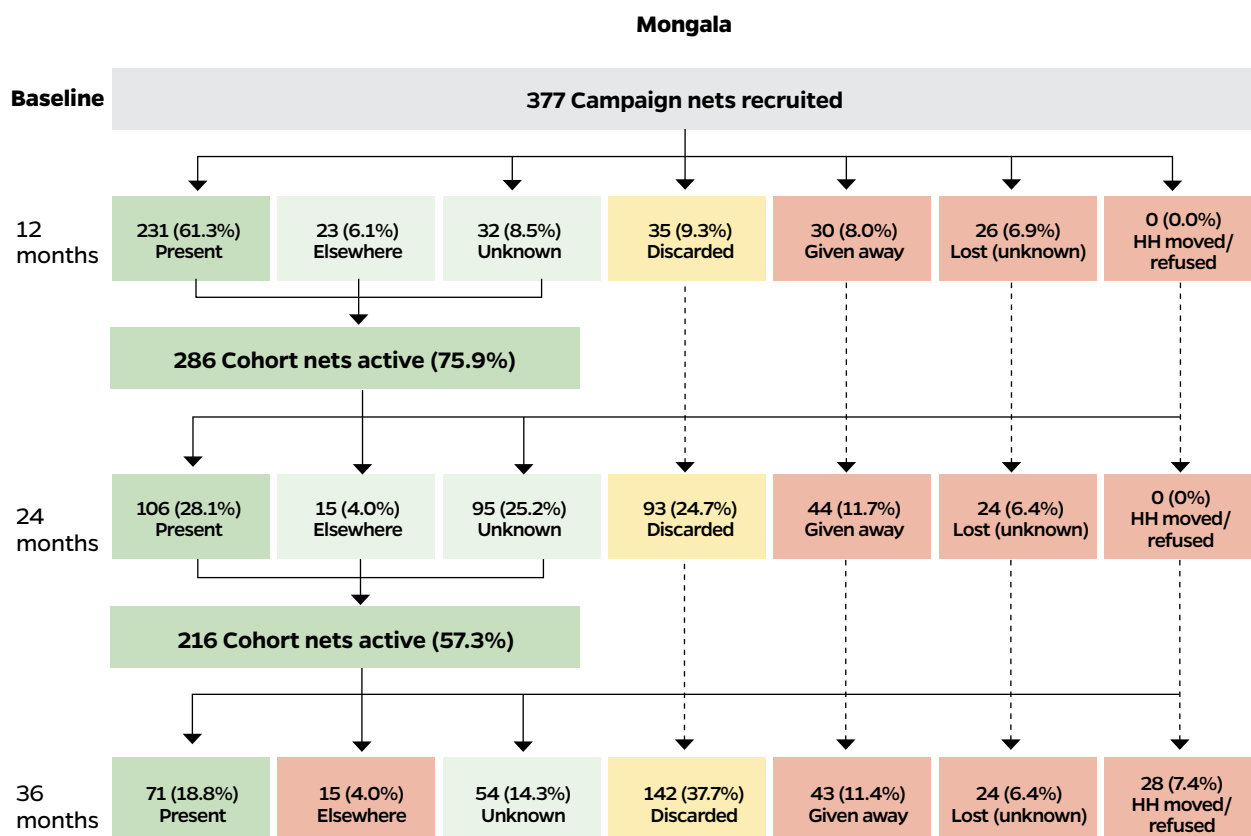 Mongala
Baseline
377 Campaign nets recruited
12
months
231 (61.3%)
Present
23 (6.1%)
Elsewhere
32 (8.5%)
Unknown
35 (9.3%)
Discarded
30 (8.0%)
Given away
26 (6.9%)
Lost (unknown)
0 (0.0%)
HH moved/
refused
286 Cohort nets active (75.9%)
24
months
106 (28.1%)
Present
15 (4.0%)
Elsewhere
95 (25.2%)
Unknown
93 (24.7%)
Discarded
44 (11.7%)
Given away
24 (6.4%)
Lost (unknown)
0 (0%)
HH moved/
refused
216 Cohort nets active (57.3%)
36
months
71 (18.8%)
Present
15 (4.0%)
Elsewhere
54 (14.3%)
Unknown
142 (37.7%)
Discarded
43 (11.4%)
Given away
24 (6.4%)
Lost (unknown)
28 (7.4%)
HH moved/
refused